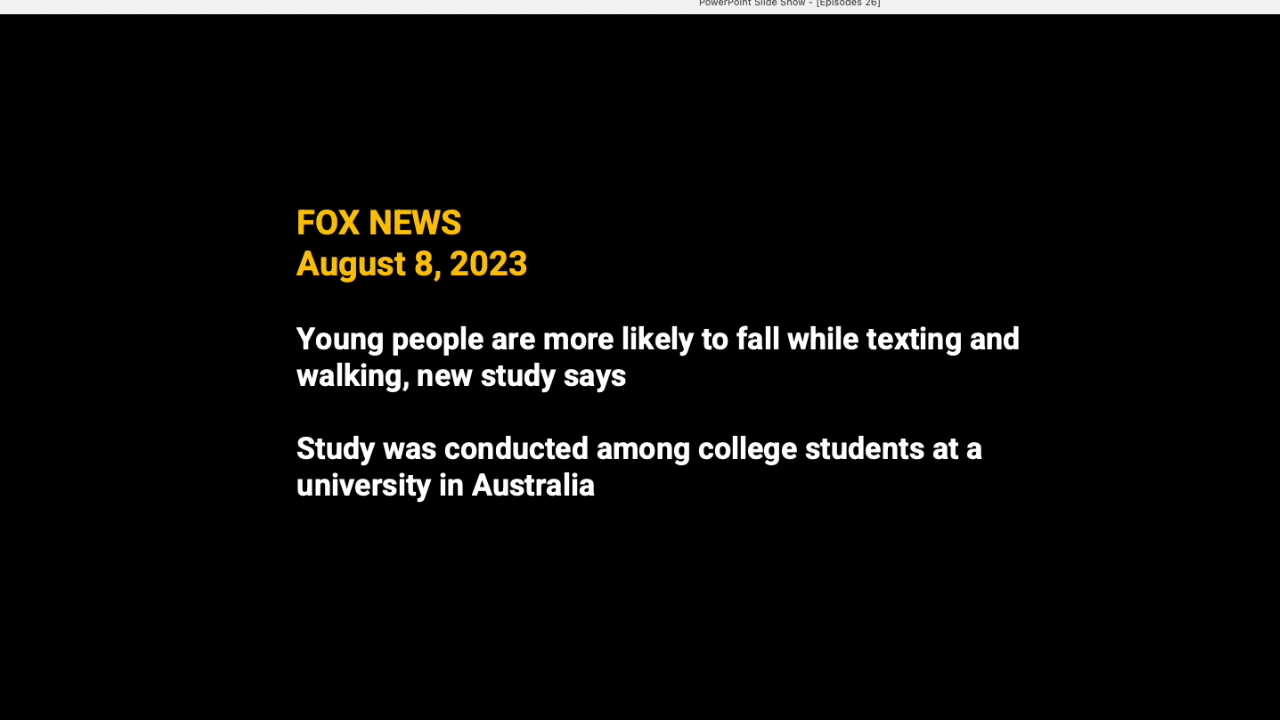 PowerPoint Slide Show - [Episodes 26]
FOX NEWS
August 8, 2023
Young people are more likely to fall while texting and
walking, new study says
Study was conducted among college students at a
university in Australia